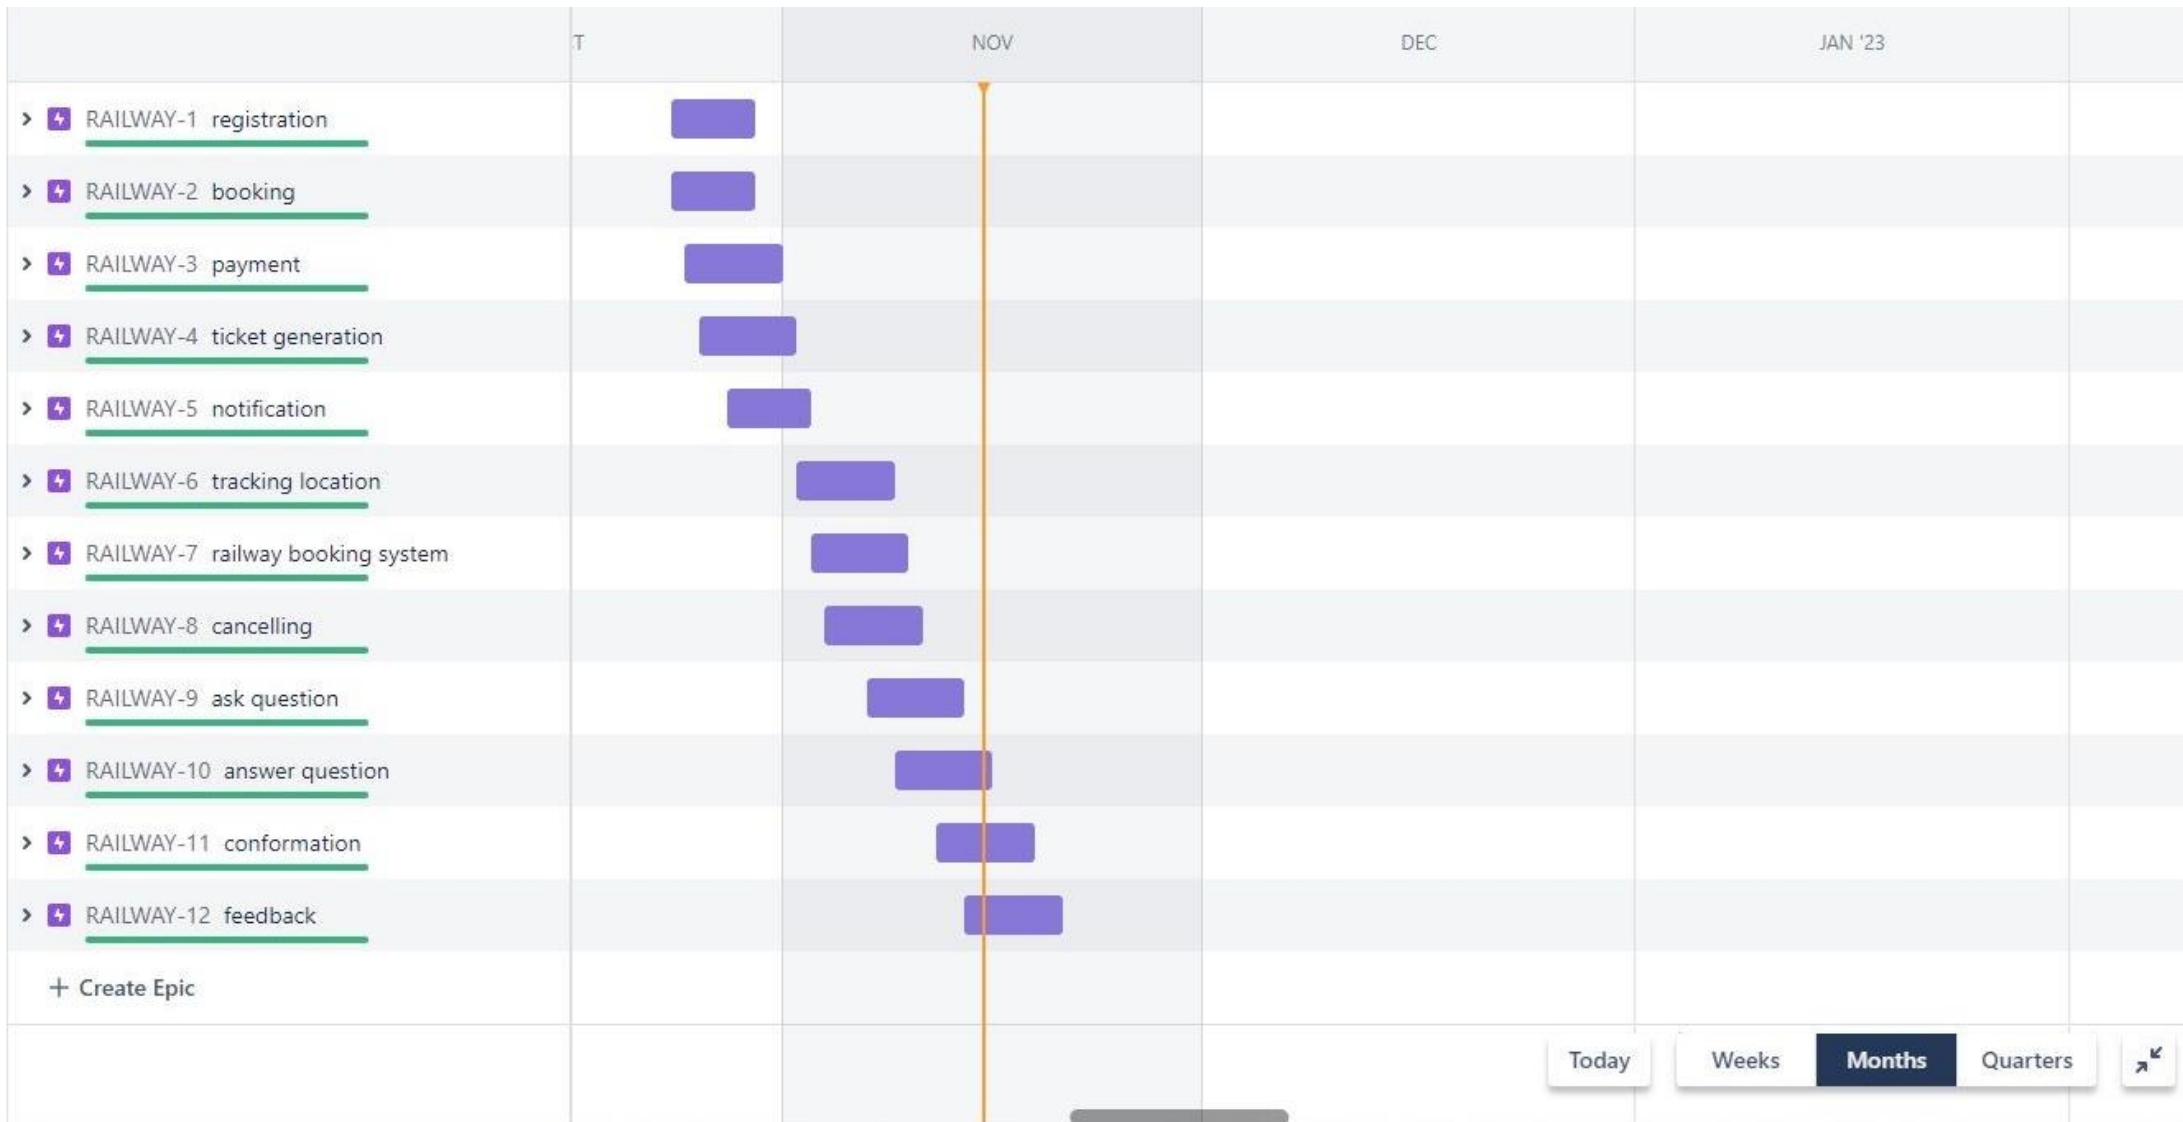 T NOV DEC JAN '23
RAILWAY-1 registration
RAILWAY-2 booking
RAILWAY-3 payment
RAILWAY-4 ticket generation
RAILWAY-5 notification
RAILWAY-6 tracking location
RAILWAY-7 railway booking system
RAILWAY-8 cancelling
RAILWAY-9 ask question
RAILWAY-10 answer question
RAILWAY-11 conformation
RAILWAY-12 feedback
+ Create Epic
Today Weeks Months Quarters